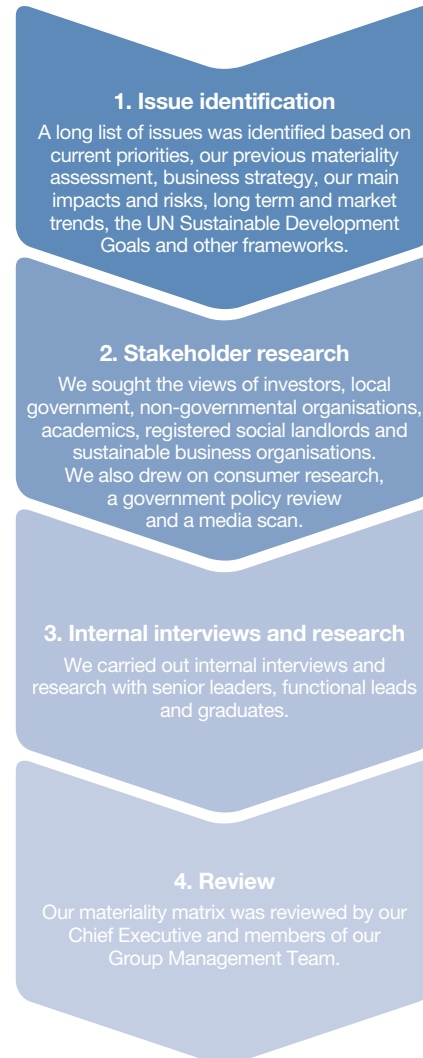 1. Issue identification
A long list of issues was identified based on
current priorities, our previous materiality
assessment, business strategy, our main
impacts and risks, long term and market
trends, the UN Sustainable Development
Goals and other frameworks.
2. Stakeholder research
We sought the views of investors, local
government, non-governmental organisations,
academics, registered social landlords and
sustainable business organisations.
We also drew on consumer research,
a government policy review
and a media scan.
3. Internal interviews and research
We carried out internal interviews and
research with senior leaders, functional leads
and graduates.
4. Review
Our materiality matrix was reviewed by our
Chief Executive and members of our
Group Management Team.